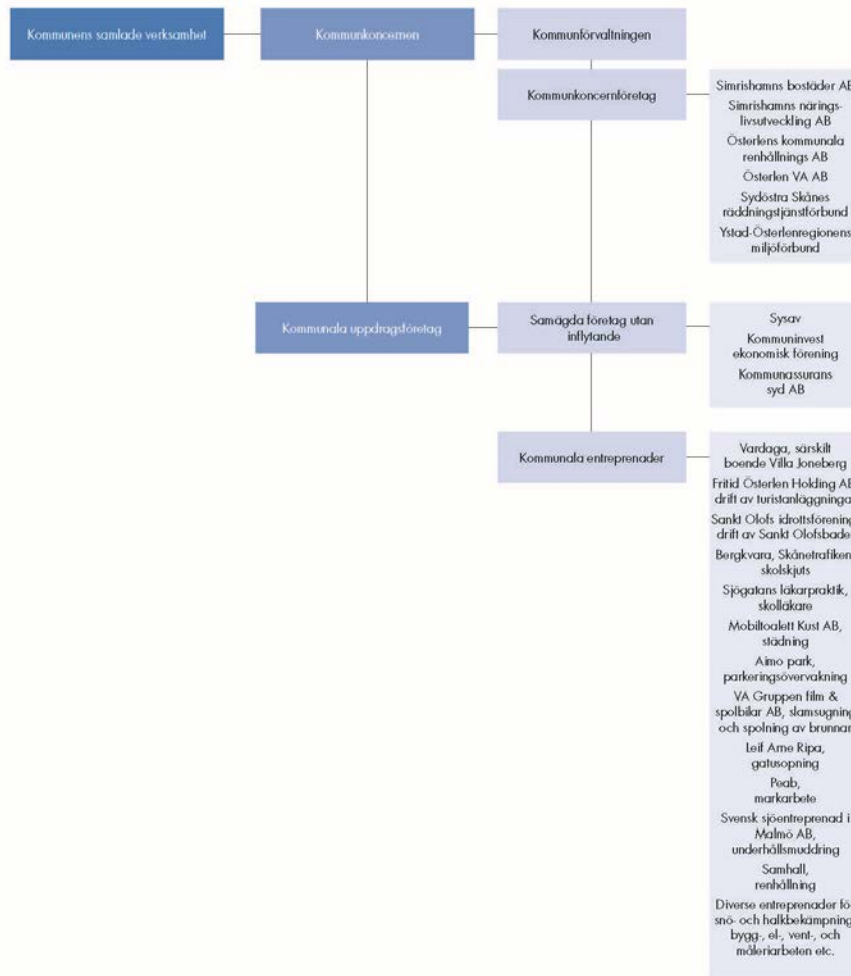 Kommunens samlade verksamhet
Kommunkoncernen
Kommunförvaltningen
Kommunkoncernföretag
Simrishamns bostäder AB
Simrishamns närings-
livsutveckling AB
Österlens kommunala
renhållnings AB
Österlen VA AB
Sydöstra Skånes
räddningstjänstförbund
Ystad-Österlenregionens
miljöförbund
Kommunala uppdragsföretag
Samägda företag utan
inflytande
Sysav
Kommuninvest
ekonomisk förening
Kommunassurans
syd AB
Kommunala entreprenader
Vardaga, särskilt
boende Villa Joneberg
Fritid Österlen Holding AB
drift av turistanläggninga
Sankt Olofs idrottsförening
drift av Sankt Olofsbade
Bergkvara, Skånetrafiken
skolskjuts
Sjögatans läkarpraktik,
skolläkare
Mobiltoalett Kust AB,
städning
Aimo park,
parkeringsövervakning
VA Gruppen film &
spolbilar AB, slamsugning
och spolning av brunnar
Leif Arne Ripa,
gatusopning
Peab,
markarbete
Svensk sjöentreprenad i
Malmö AB,
underhållsmuddring
Samhall,
renhållning
Diverse entreprenader fö
snö- och halkbekämpning
bygg-, el-, vent-, och
måleriarbeten etc.